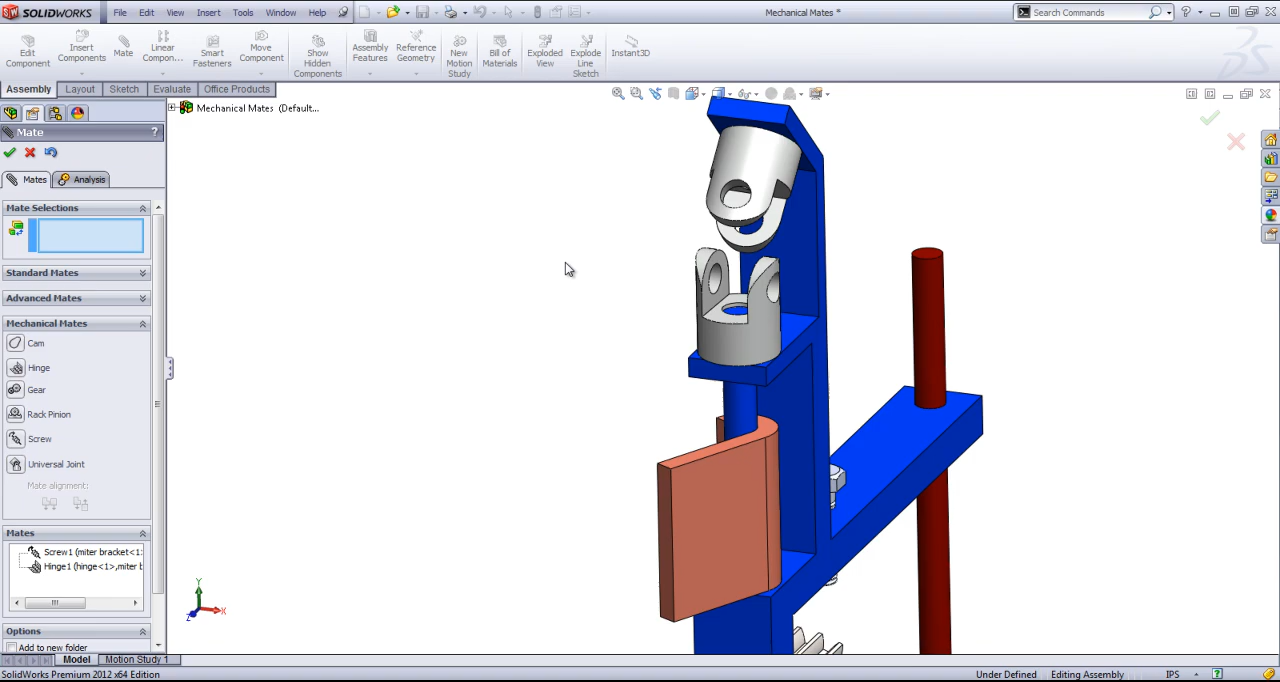 SOLIDWORKS File Edit View Insert Tools Window Help Mechanical Mates * Search Commands
Edit Component
Insert Components
Mate
Linear Compon...
Smart Fasteners
Move Component
Show Hidden Components
Assembly Features
Reference Geometry
New Motion Study
Bill of Materials
Exploded View
Explode Line Sketch
Instant3D
Assembly Layout Sketch Evaluate Office Products
Mechanical Mates (Default...
Mate ?
Mates Analysis
Mate Selections
Standard Mates
Advanced Mates
Mechanical Mates
Cam
Hinge
Gear
Rack Pinion
Screw
Universal Joint
Mate alignment:
Mates
Screw1 (miter bracket<1:
Hinge1 (hinge<1>,miter b
Options
Add to new folder
Y
X
Z
Model Motion Study 1
SolidWorks Premium 2012 x64 Edition Under Defined Editing Assembly IPS ?